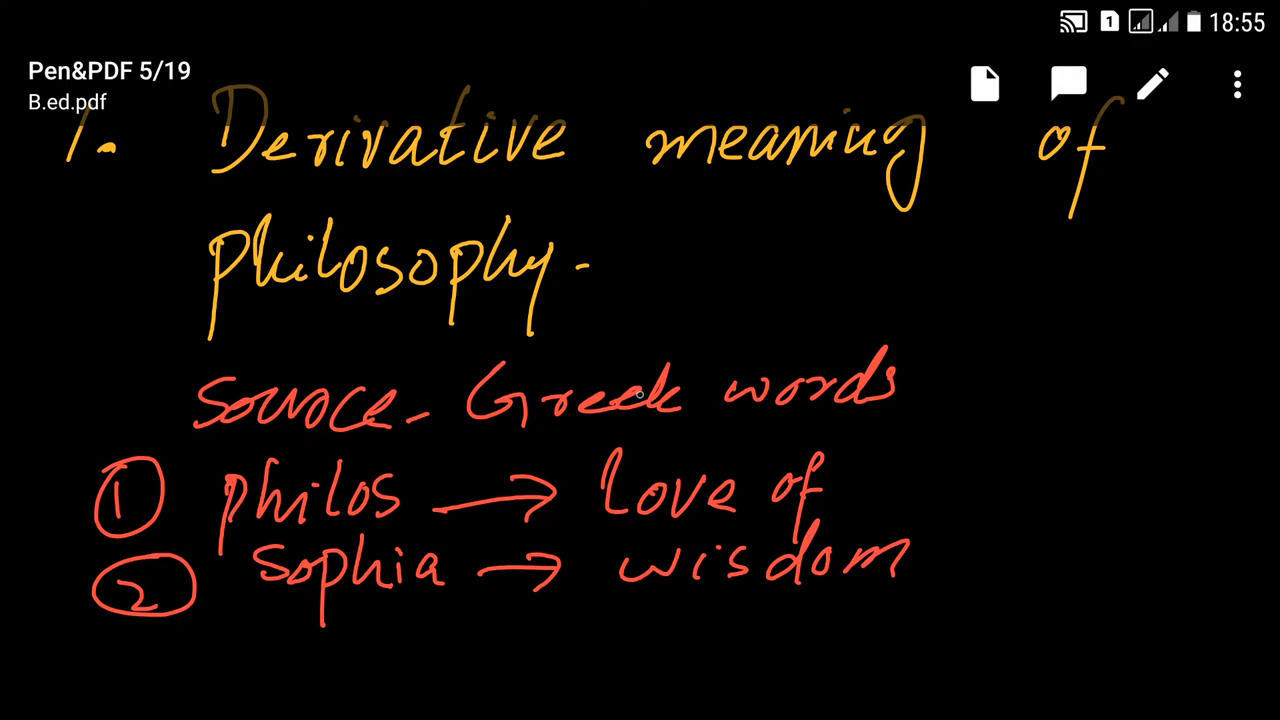 1 18:55
Pen&PDF 5/19
B.ed.pdf
1. Derivative meaning of
philosophy.
Source - Greek words
1 philos → Love of
2 sophia → wisdom